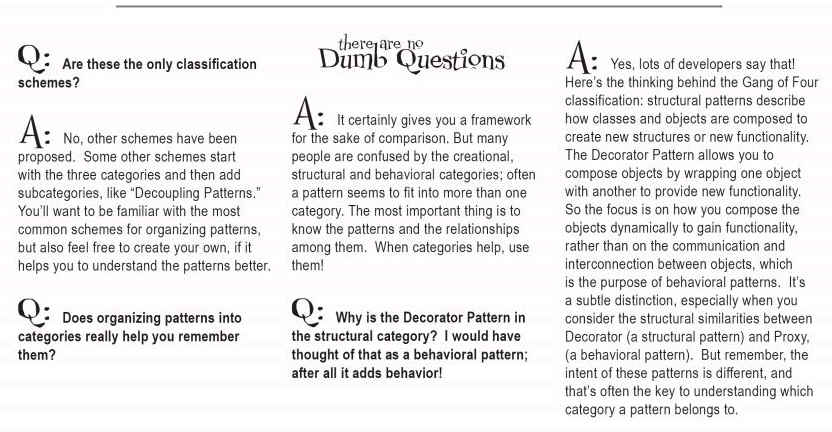 there are no
Dumb Questions
Q: Are these the only classification
schemes?
A: No, other schemes have been
proposed. Some other schemes start
with the three categories and then add
subcategories, like “Decoupling Patterns.”
You’ll want to be familiar with the most
common schemes for organizing patterns,
but also feel free to create your own, if it
helps you to understand the patterns better.
Q: Does organizing patterns into
categories really help you remember
them?
A: It certainly gives you a framework
for the sake of comparison. But many
people are confused by the creational,
structural and behavioral categories; often
a pattern seems to fit into more than one
category. The most important thing is to
know the patterns and the relationships
among them. When categories help, use
them!
Q: Why is the Decorator Pattern in
the structural category? I would have
thought of that as a behavioral pattern;
after all it adds behavior!
A: Yes, lots of developers say that!
Here’s the thinking behind the Gang of Four
classification: structural patterns describe
how classes and objects are composed to
create new structures or new functionality.
The Decorator Pattern allows you to
compose objects by wrapping one object
with another to provide new functionality.
So the focus is on how you compose the
objects dynamically to gain functionality,
rather than on the communication and
interconnection between objects, which
is the purpose of behavioral patterns. It’s
a subtle distinction, especially when you
consider the structural similarities between
Decorator (a structural pattern) and Proxy,
(a behavioral pattern). But remember, the
intent of these patterns is different, and
that’s often the key to understanding which
category a pattern belongs to.